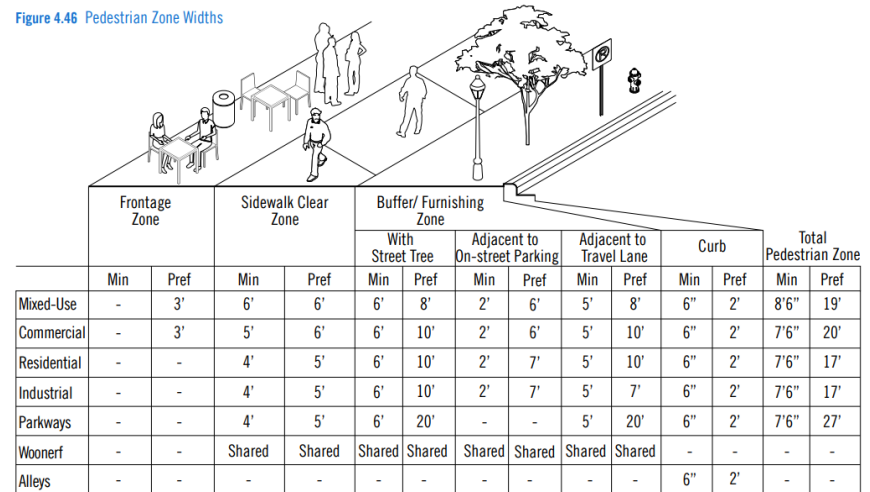 Figure 4.46 Pedestrian Zone Widths
Frontage Zone | Sidewalk Clear Zone | Buffer/ Furnishing Zone
With Street Tree | Adjacent to On-street Parking | Adjacent to Travel Lane | Curb | Total Pedestrian Zone
Min Pref Min Pref Min Pref Min Pref Min Pref Min Pref Min Pref
Mixed-Use - 3’ 6’ 6’ 6’ 8’ 2’ 6’ 5’ 8’ 6” 2’ 8’6” 19’
Commercial - 3’ 5’ 6’ 6’ 10’ 2’ 6’ 5’ 10’ 6” 2’ 7’6” 20’
Residential - - 4’ 5’ 6’ 10’ 2’ 7’ 5’ 10’ 6” 2’ 7’6” 17’
Industrial - - 4’ 5’ 6’ 10’ 2’ 7’ 5’ 7’ 6” 2’ 7’6” 17’
Parkways - - 4’ 5’ 6’ 20’ - - 5’ 20’ 6” 2’ 7’6” 27’
Woonerf - - Shared Shared Shared Shared Shared Shared Shared Shared - - - -
Alleys - - - - - - - - - - 6” 2’ - -